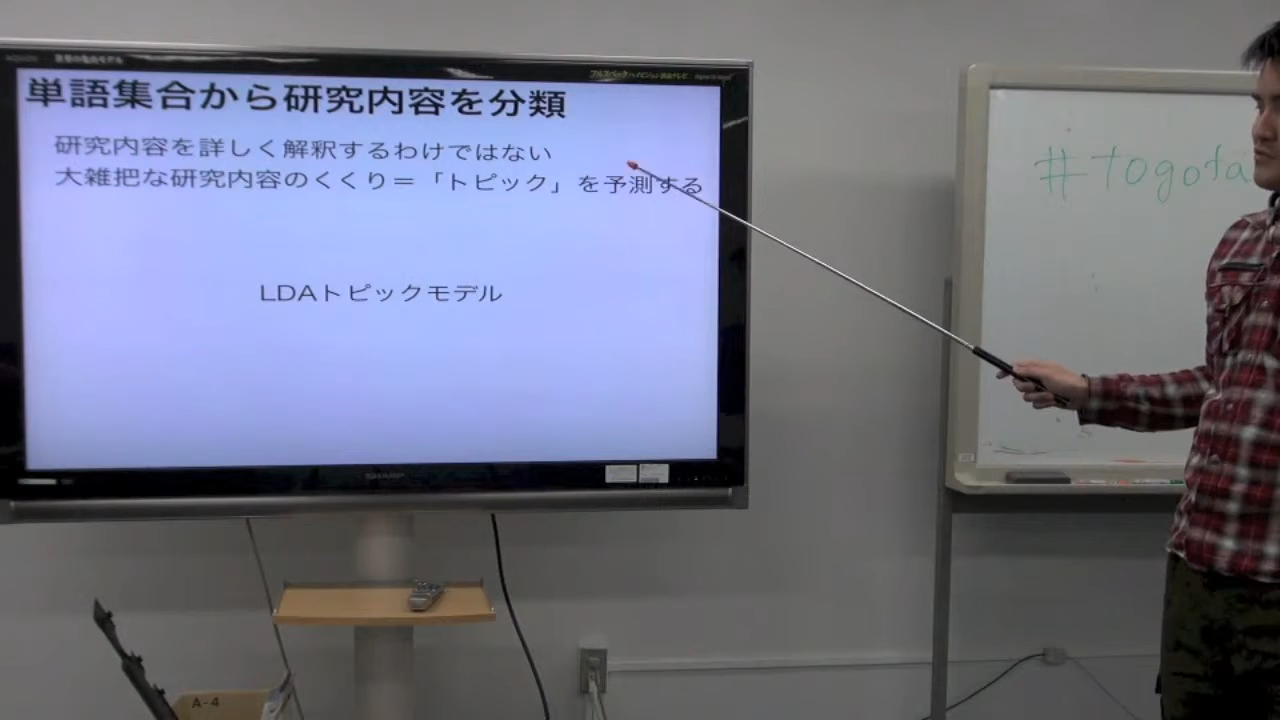 単語集合から研究内容を分類
研究内容を詳しく解釈するわけではない
大雑把な研究内容のくくり＝「トピック」を予測する
LDAトピックモデル
#togota
SHARP
A-4